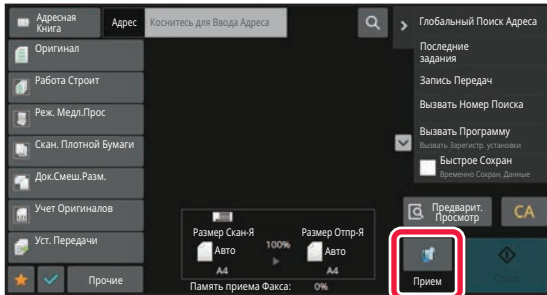 Адресная
Книга
Адрес
Коснитесь для Ввода Адреса
Оригинал
Работа Строит
Реж. Медл.Прос
Скан. Плотной Бумаги
Док.Смеш.Разм.
Учет Оригиналов
Уст. Передачи
Прочие
Размер Скан-Я
Авто
A4
100%
Размер Отпр-Я
Авто
A4
Память приема Факса: 0%
Глобальный Поиск Адреса
Последние
задания
Запись Передач
Вызвать Номер Поиска
Вызвать Программу
Вызвать Зарегистр. установки
Быстрое Сохран
Временно Сохран. Данные
Предварит.
Просмотр
CA
Прием